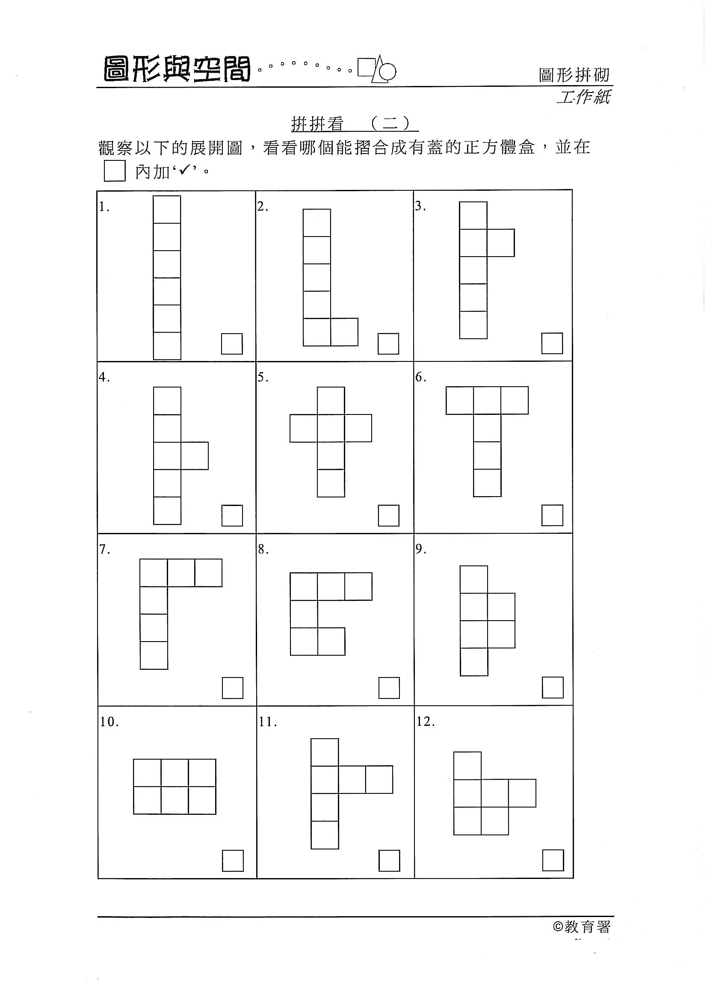 圖形與空間
圖形拼砌
工作紙
拼拼看 （二）
觀察以下的展開圖，看看哪個能摺合成有蓋的正方體盒，並在
□ 內加‘✓’。
1.
2.
3.
4.
5.
6.
7.
8.
9.
10.
11.
12.
©教育署